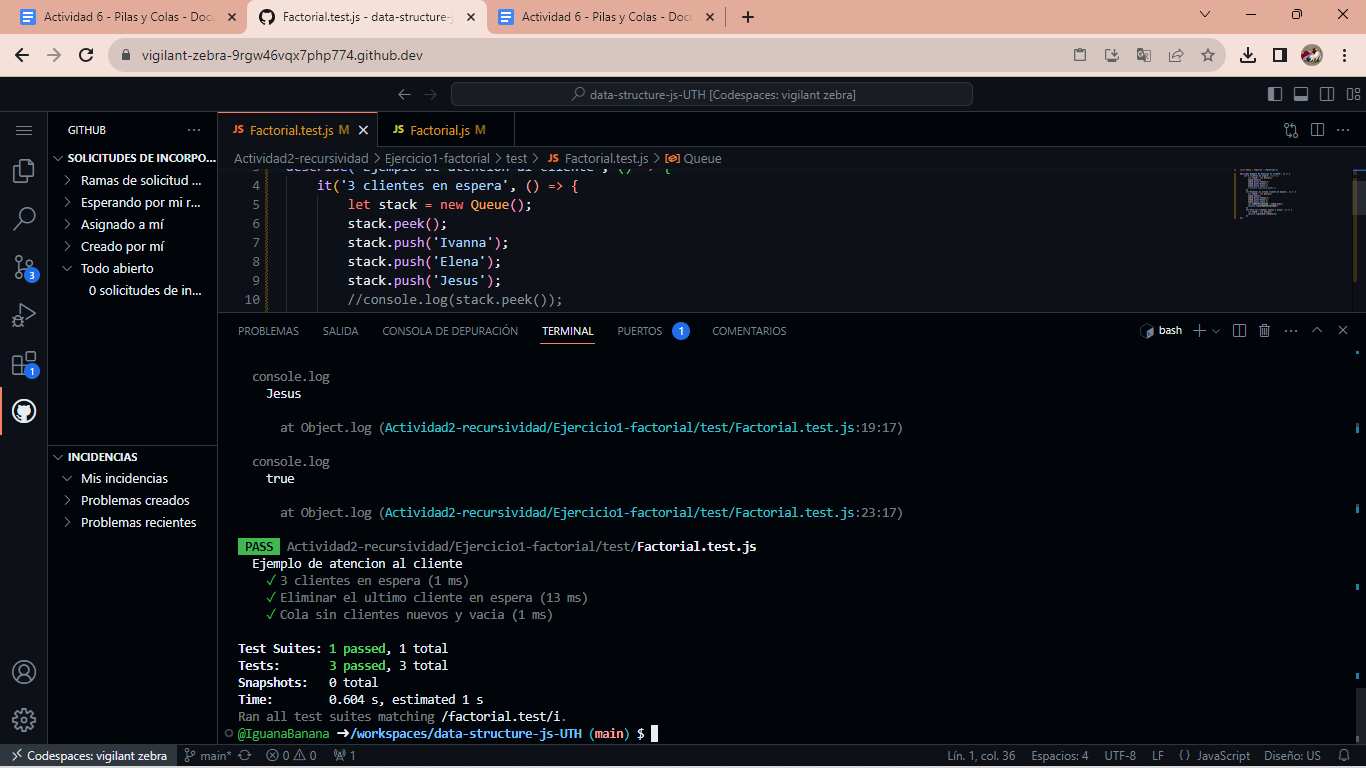 Actividad 6 - Pilas y Colas - Docu
Factorial.test.js - data-structure-j
Actividad 6 - Pilas y Colas - Docu
vigilant-zebra-9rgw46vqx7php774.github.dev
data-structure-js-UTH [Codespaces: vigilant zebra]
GITHUB
JS Factorial.test.js M
JS Factorial.js M
SOLICITUDES DE INCORPO...
Ramas de solicitud ...
Esperando por mi r...
Asignado a mí
Creado por mí
Todo abierto
0 solicitudes de in...
3
1
INCIDENCIAS
Mis incidencias
Problemas creados
Problemas recientes
Actividad2-recursividad > Ejercicio1-factorial > test > JS Factorial.test.js > Queue
3 describe('Ejemplo de atencion al cliente', () => {
4 it('3 clientes en espera', () => {
5 let stack = new Queue();
6 stack.peek();
7 stack.push('Ivanna');
8 stack.push('Elena');
9 stack.push('Jesus');
10 //console.log(stack.peek());
PROBLEMAS SALIDA CONSOLA DE DEPURACIÓN TERMINAL PUERTOS 1 COMENTARIOS
bash
console.log
Jesus
at Object.log (Actividad2-recursividad/Ejercicio1-factorial/test/Factorial.test.js:19:17)
console.log
true
at Object.log (Actividad2-recursividad/Ejercicio1-factorial/test/Factorial.test.js:23:17)
PASS Actividad2-recursividad/Ejercicio1-factorial/test/Factorial.test.js
Ejemplo de atencion al cliente
✓ 3 clientes en espera (1 ms)
✓ Eliminar el ultimo cliente en espera (13 ms)
✓ Cola sin clientes nuevos y vacia (1 ms)
Test Suites: 1 passed, 1 total
Tests: 3 passed, 3 total
Snapshots: 0 total
Time: 0.604 s, estimated 1 s
Ran all test suites matching /factorial.test/i.
@IguanaBanana ➜/workspaces/data-structure-js-UTH (main) $
Codespaces: vigilant zebra main* 0 0 1 Lín. 1, col. 36 Espacios: 4 UTF-8 LF {} JavaScript Diseño: US